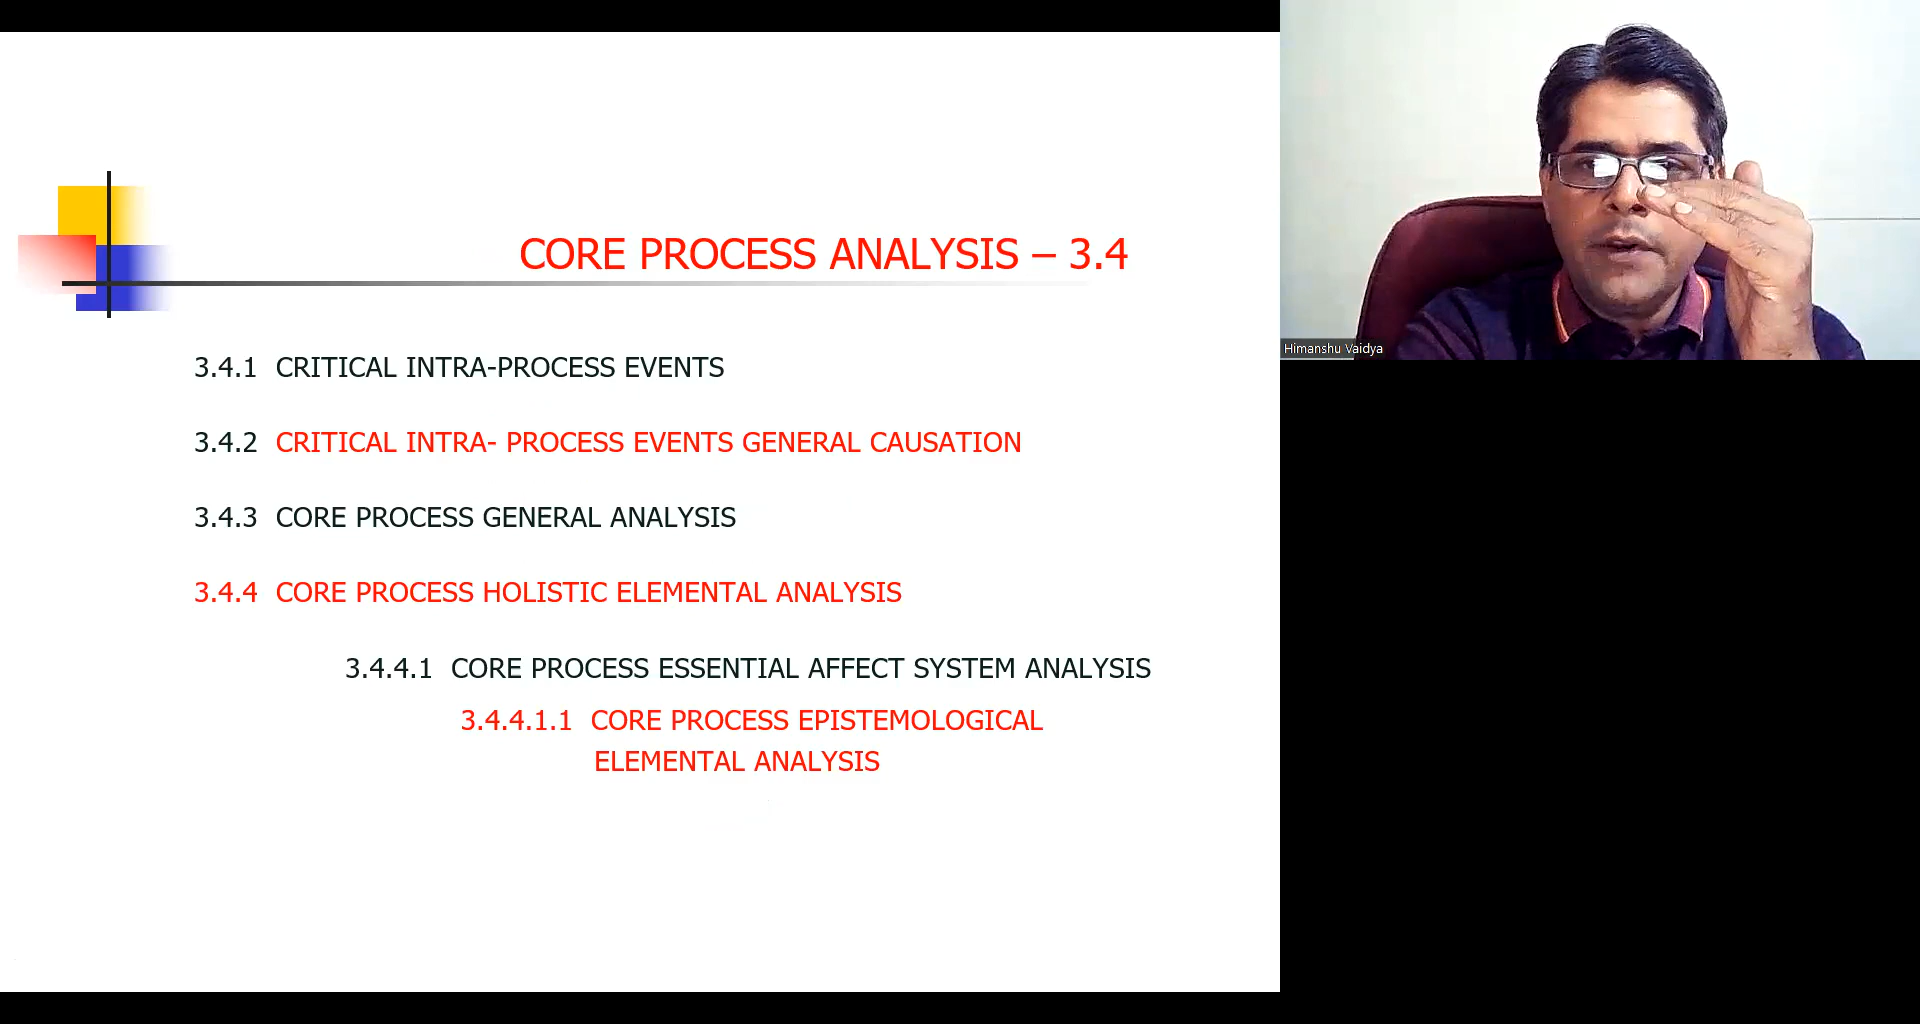 CORE PROCESS ANALYSIS – 3.4
3.4.1 CRITICAL INTRA-PROCESS EVENTS
3.4.2 CRITICAL INTRA- PROCESS EVENTS GENERAL CAUSATION
3.4.3 CORE PROCESS GENERAL ANALYSIS
3.4.4 CORE PROCESS HOLISTIC ELEMENTAL ANALYSIS
3.4.4.1 CORE PROCESS ESSENTIAL AFFECT SYSTEM ANALYSIS
3.4.4.1.1 CORE PROCESS EPISTEMOLOGICAL
ELEMENTAL ANALYSIS
Himanshu Vaidya